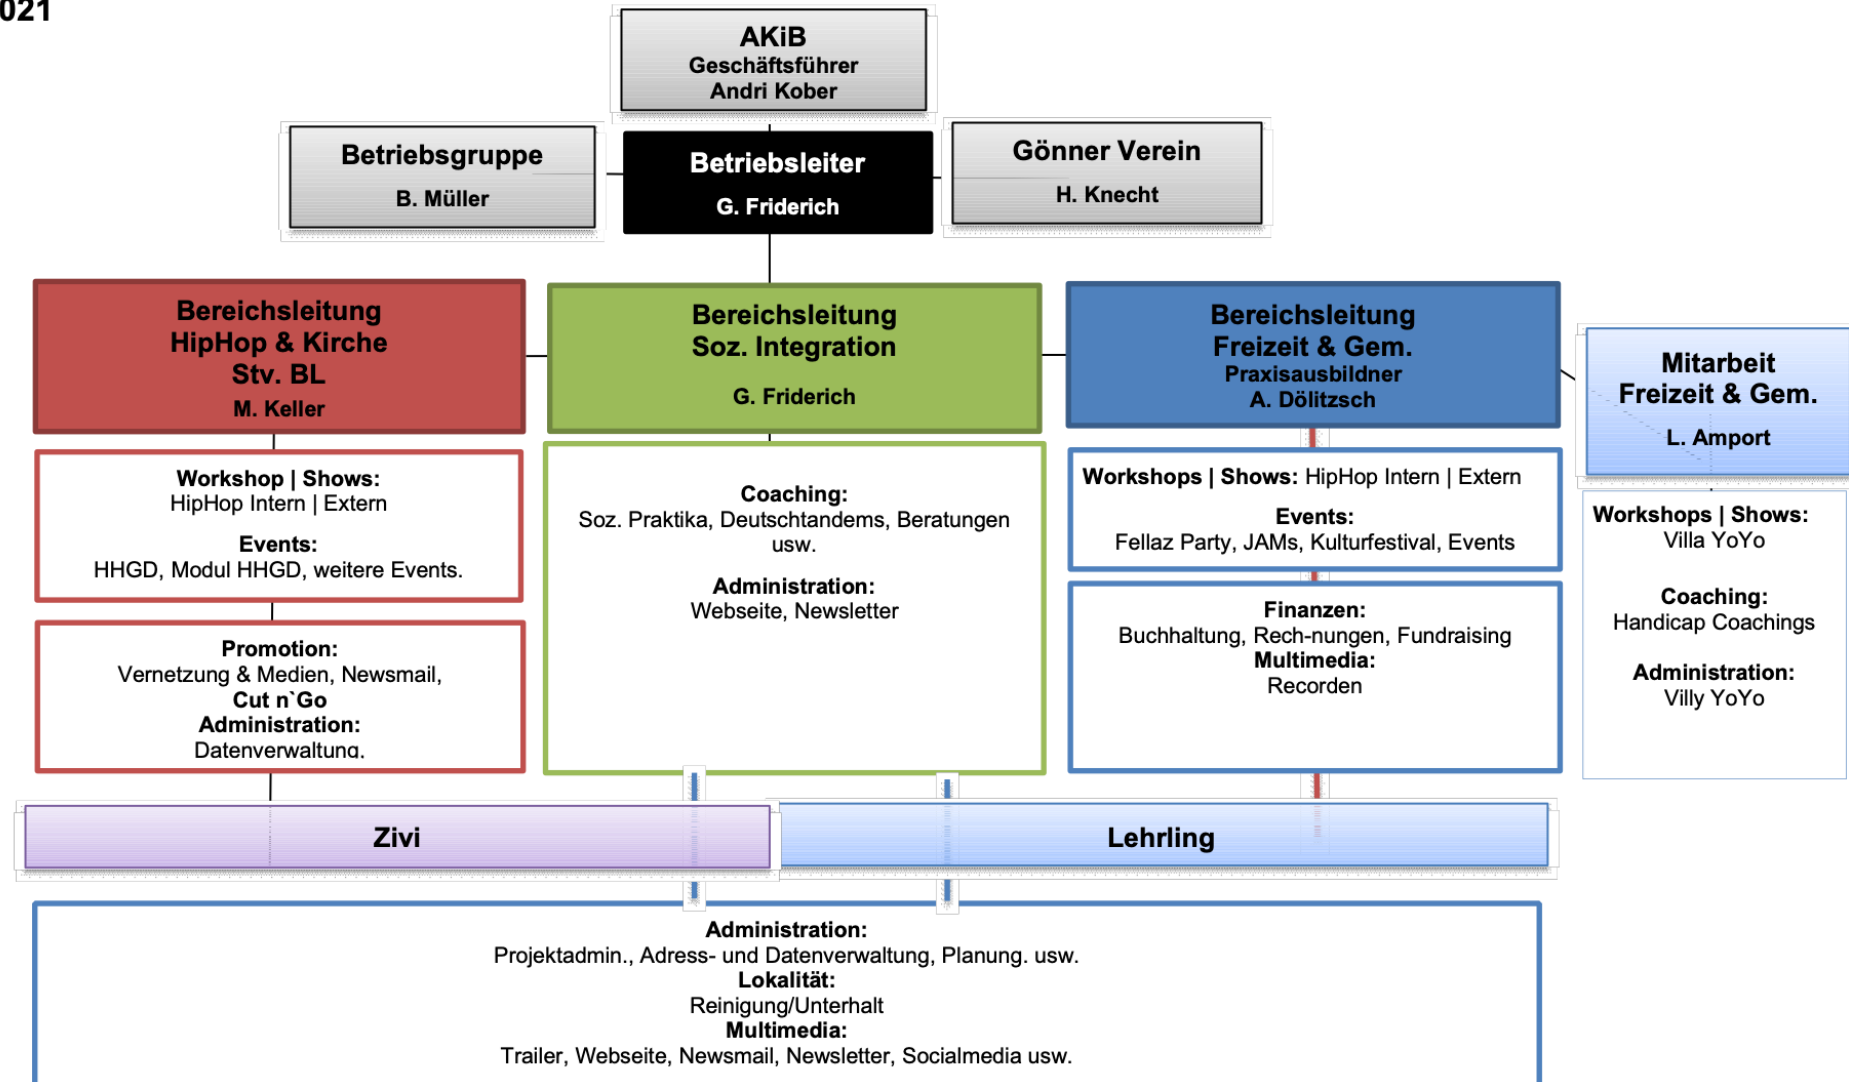 021
AKiB
Geschäftsführer
Andri Kober
Betriebsgruppe
B. Müller
Betriebsleiter
G. Friderich
Gönner Verein
H. Knecht
Bereichsleitung
HipHop & Kirche
Stv. BL
M. Keller
Bereichsleitung
Soz. Integration
G. Friderich
Bereichsleitung
Freizeit & Gem.
Praxisausbildner
A. Dölitzsch
Mitarbeit
Freizeit & Gem.
L. Amport
Workshop | Shows:
HipHop Intern | Extern
Events:
HHGD, Modul HHGD, weitere Events.
Promotion:
Vernetzung & Medien, Newsmail,
Cut n`Go
Administration:
Datenverwaltung.
Coaching:
Soz. Praktika, Deutschtandems, Beratungen
usw.
Administration:
Webseite, Newsletter
Workshops | Shows: HipHop Intern | Extern
Events:
Fellaz Party, JAMs, Kulturfestival, Events
Finanzen:
Buchhaltung, Rech-nungen, Fundraising
Multimedia:
Recorden
Workshops | Shows:
Villa YoYo
Coaching:
Handicap Coachings
Administration:
Villy YoYo
Zivi
Lehrling
Administration:
Projektadmin., Adress- und Datenverwaltung, Planung. usw.
Lokalität:
Reinigung/Unterhalt
Multimedia:
Trailer, Webseite, Newsmail, Newsletter, Socialmedia usw.